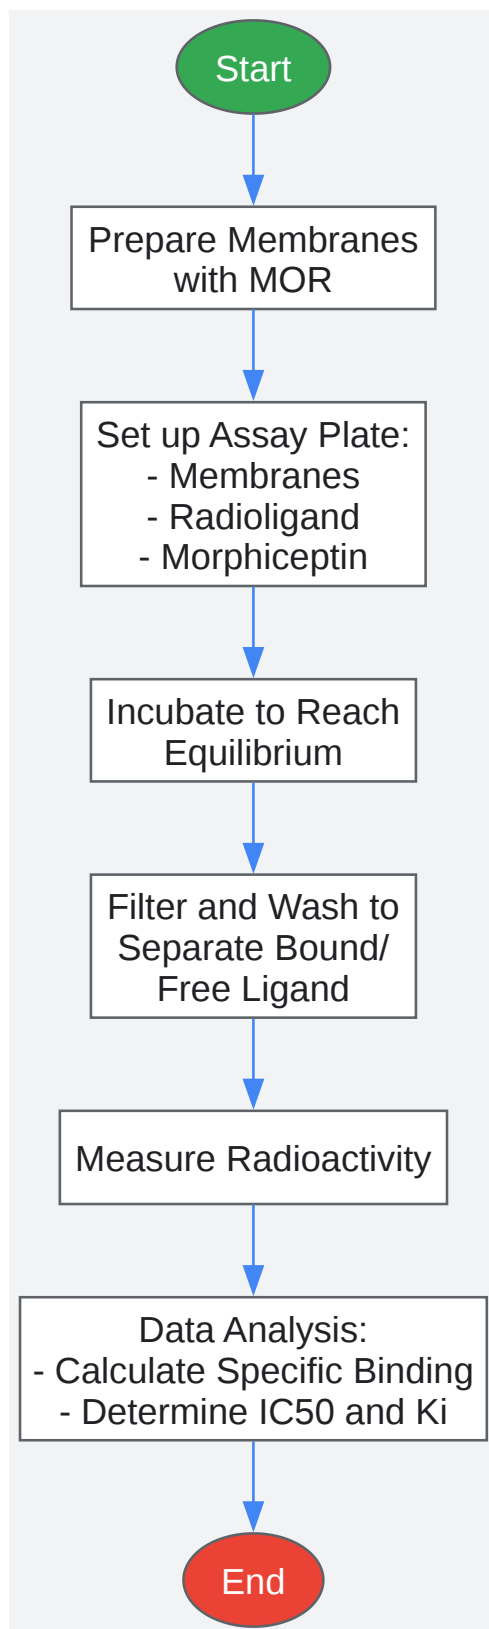 Start
Prepare Membranes
with MOR
Set up Assay Plate:
- Membranes
- Radioligand
- Morphiceptin
Incubate to Reach
Equilibrium
Filter and Wash to
Separate Bound/
Free Ligand
Measure Radioactivity
Data Analysis:
- Calculate Specific Binding
- Determine IC50 and Ki
End